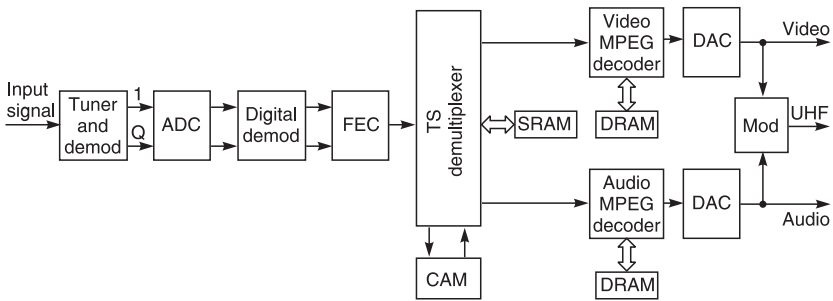 Input
signal
Tuner
and
demod
1
Q
ADC
Digital
demod
FEC
TS
demultiplexer
SRAM
CAM
Video
MPEG
decoder
DRAM
DAC
Video
Mod
UHF
Audio
MPEG
decoder
DRAM
DAC
Audio